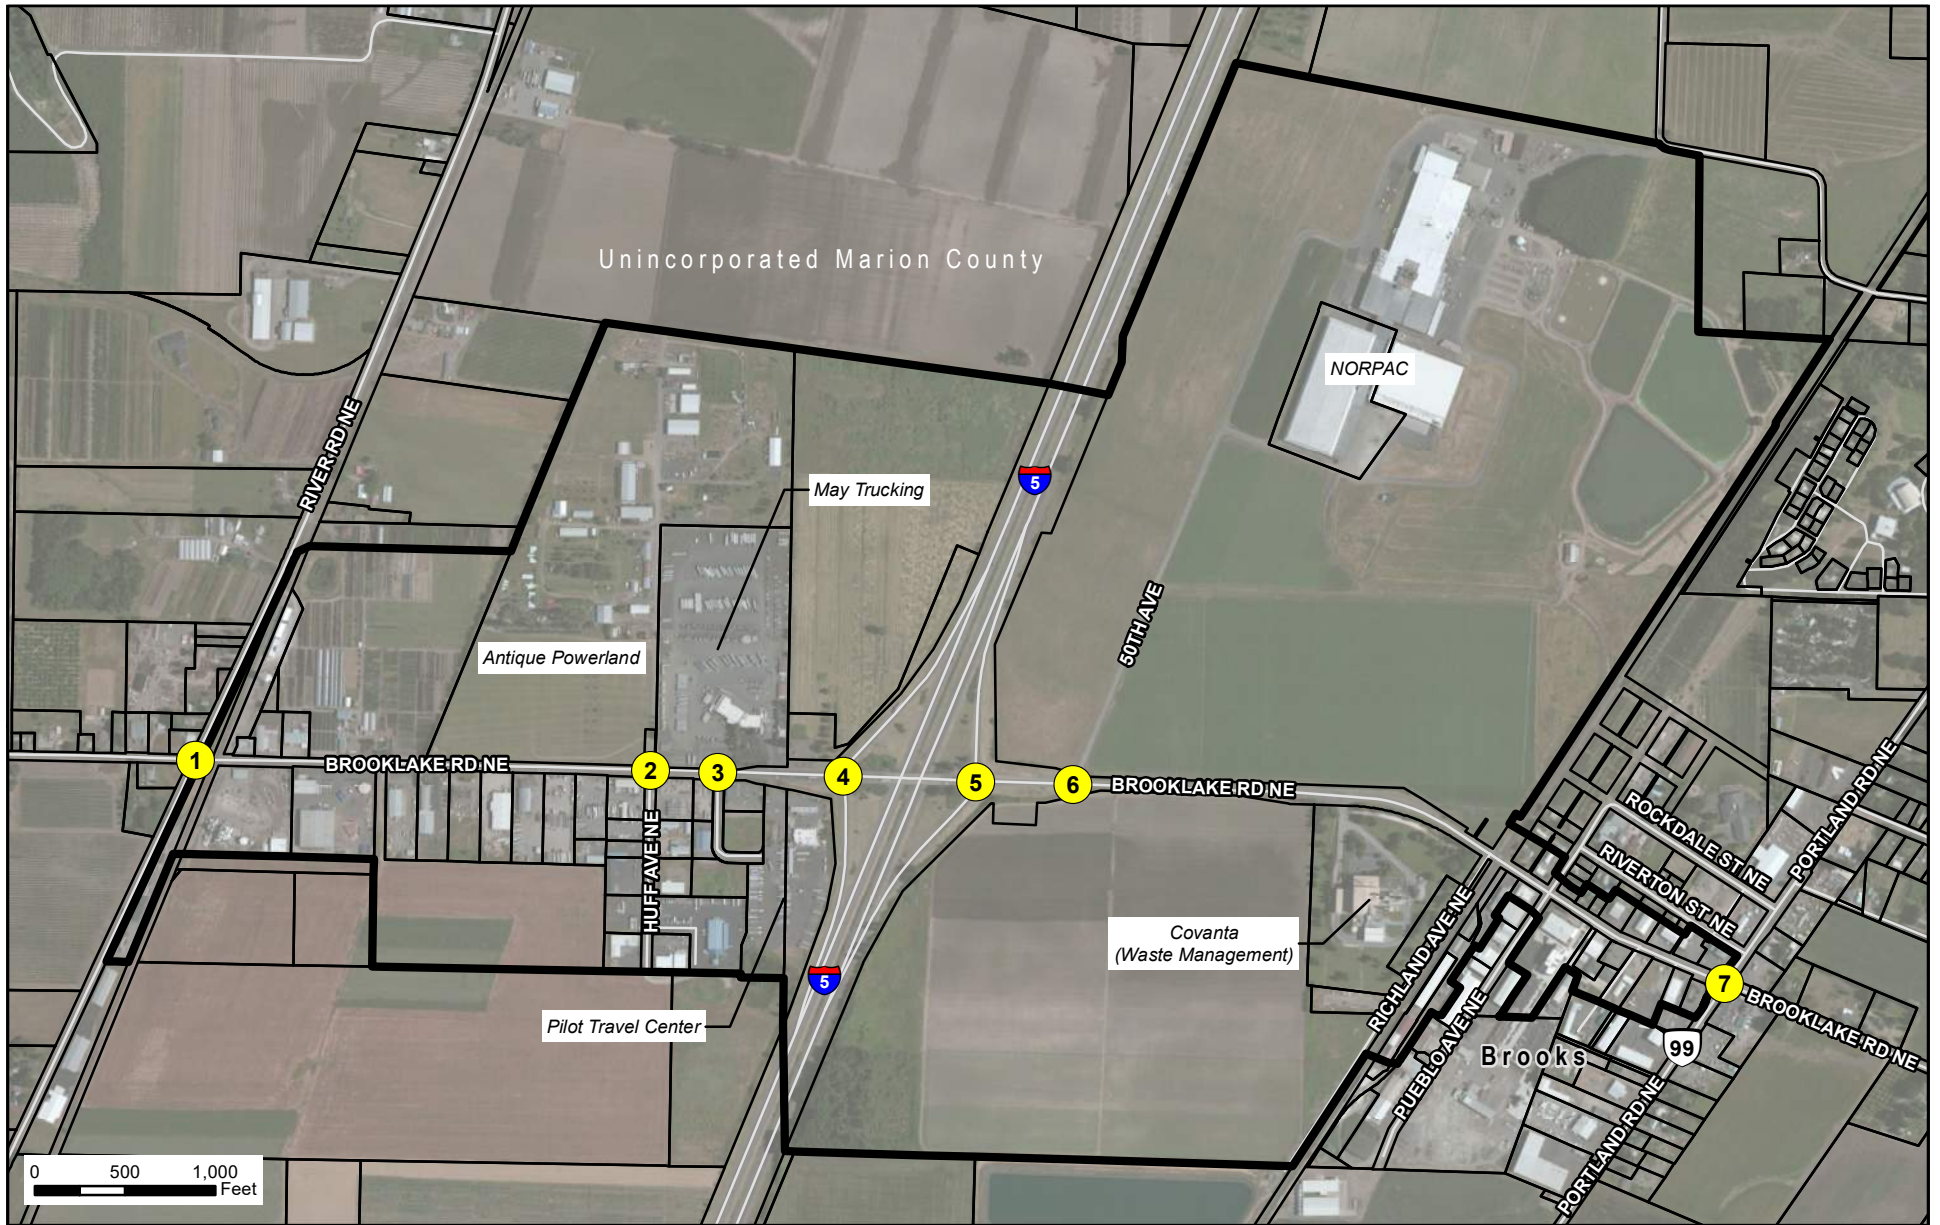 Unincorporated Marion County
NORPAC
RIVER RD NE
5
May Trucking
50TH AVE
Antique Powerland
1
BROOKLAKE RD NE
2
3
4
5
6
BROOKLAKE RD NE
PORTLAND RD NE
ROCKDALE ST NE
RIVERTON ST NE
HUFF AVE NE
Covanta
(Waste Management)
RICHLAND AVE NE
5
7
BROOKLAKE RD NE
Pilot Travel Center
PUEBLO AVE NE
Brooks
99
PORTLAND RD NE
0 500 1,000
Feet